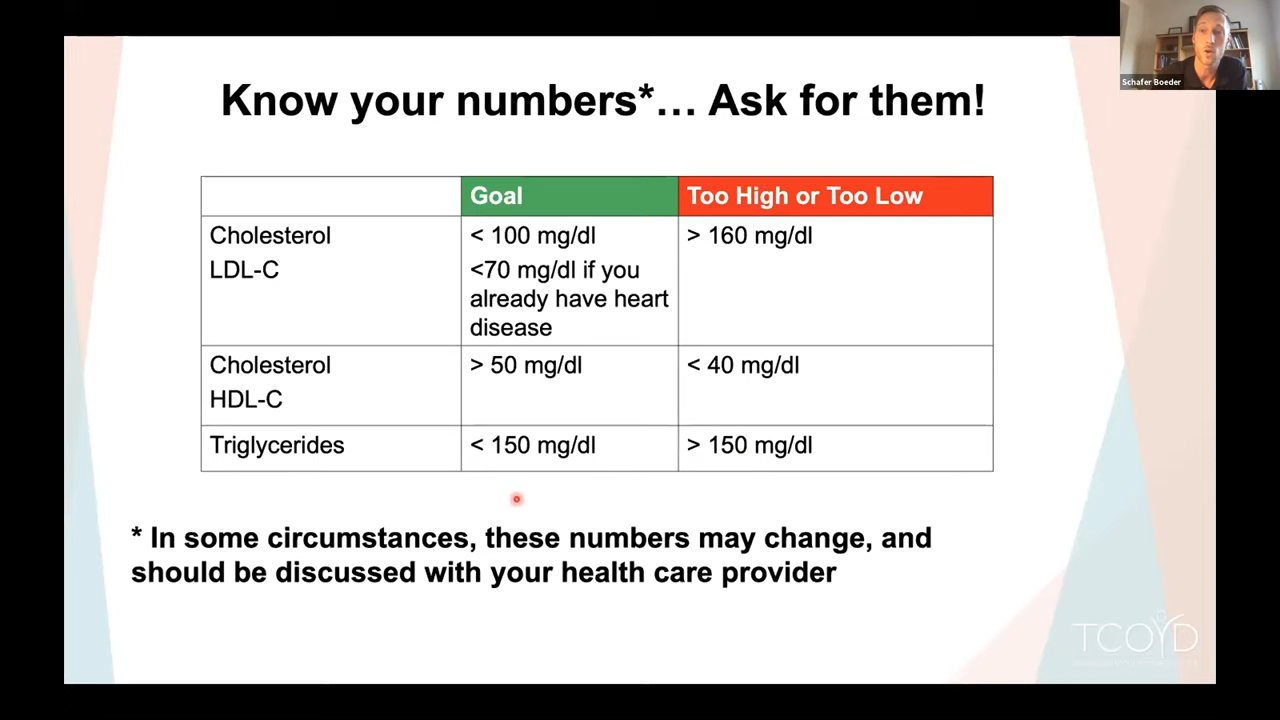 Schafer Boeder
Know your numbers*… Ask for them!
Goal
Too High or Too Low
Cholesterol
LDL-C
< 100 mg/dl
<70 mg/dl if you
already have heart
disease
> 160 mg/dl
Cholesterol
HDL-C
> 50 mg/dl
< 40 mg/dl
Triglycerides
< 150 mg/dl
> 150 mg/dl
* In some circumstances, these numbers may change, and
should be discussed with your health care provider
TCOYD